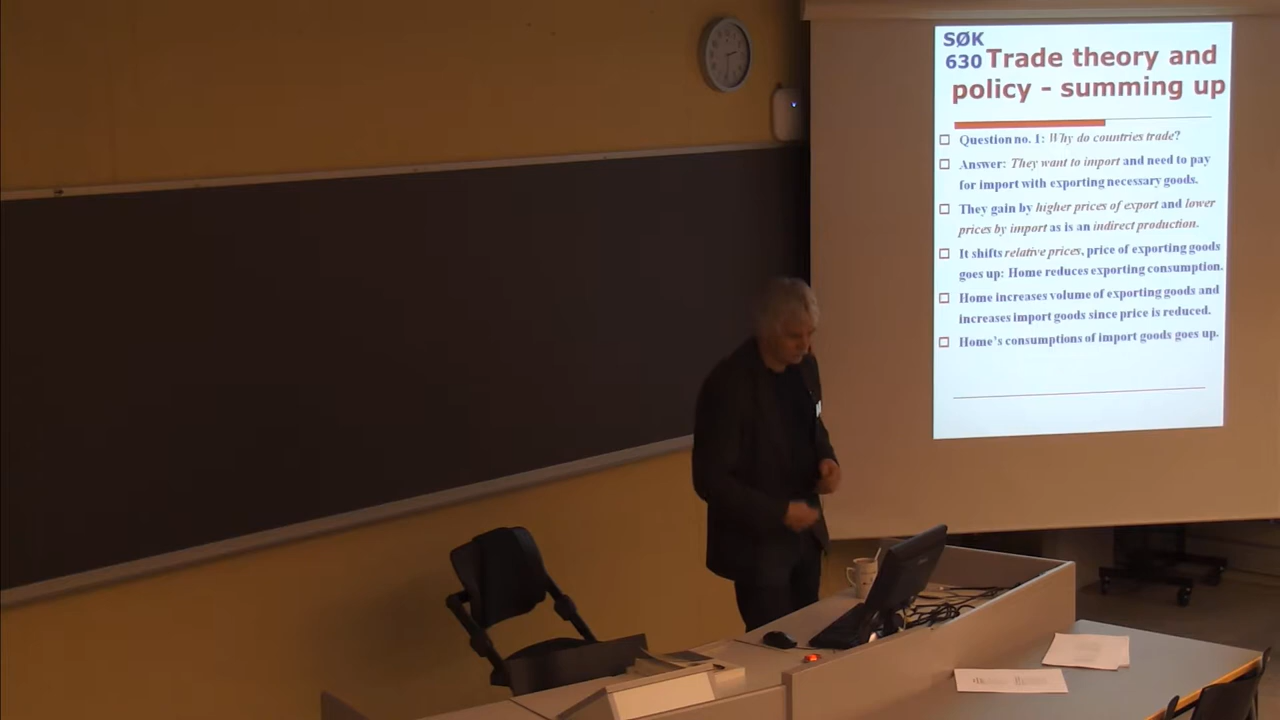 SØK
630 Trade theory and
policy - summing up
Question no. 1: Why do countries trade?
Answer: They want to import and need to pay
for import with exporting necessary goods.
They gain by higher prices of export and lower
prices by import as is an indirect production.
It shifts relative prices, price of exporting goods
goes up: Home reduces exporting consumption.
Home increases volume of exporting goods and
increases import goods since price is reduced.
Home's consumptions of import goods goes up.